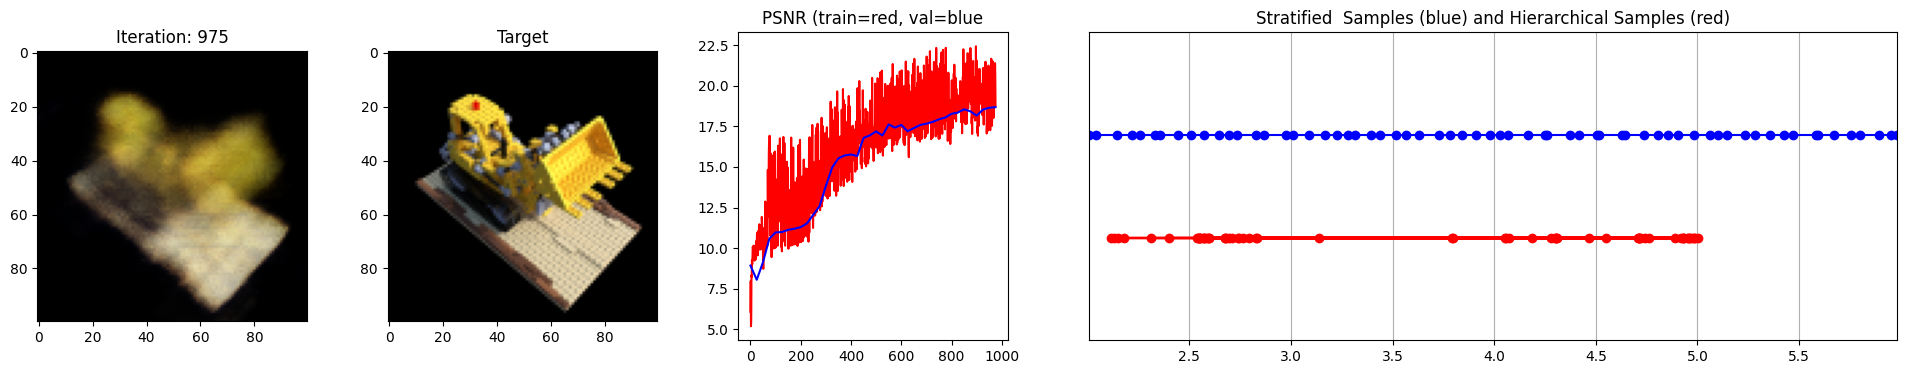 Iteration: 975
0
20
40
60
80
0 20 40 60 80
Target
0
20
40
60
80
0 20 40 60 80
PSNR (train=red, val=blue
22.5
20.0
17.5
15.0
12.5
10.0
7.5
5.0
0 200 400 600 800 1000
Stratified  Samples (blue) and Hierarchical Samples (red)
2.5 3.0 3.5 4.0 4.5 5.0 5.5